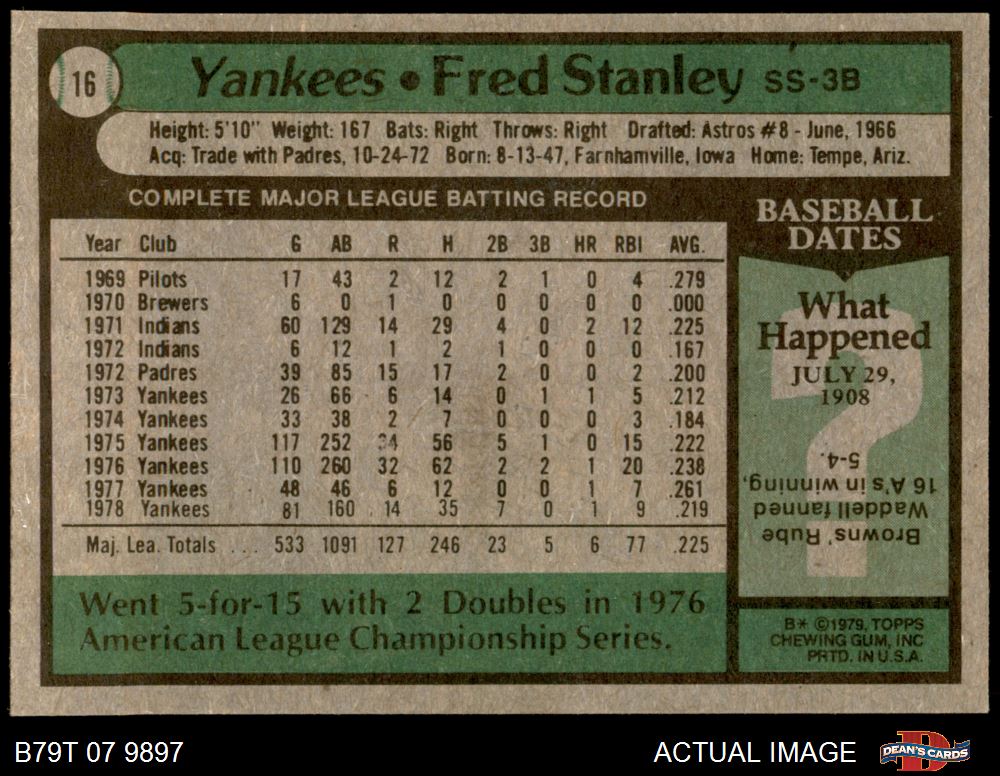 16
Yankees • Fred Stanley SS-3B
Height: 5'10" Weight: 167 Bats: Right Throws: Right Drafted: Astros #8 - June, 1966
Acq: Trade with Padres, 10-24-72 Born: 8-13-47, Farnhamville, Iowa Home: Tempe, Ariz.
COMPLETE MAJOR LEAGUE BATTING RECORD
Year Club G AB R H 2B 3B HR RBI AVG.
1969 Pilots 17 43 2 12 2 1 0 4 .279
1970 Brewers 6 0 1 0 0 0 0 0 .000
1971 Indians 60 129 14 29 4 0 2 12 .225
1972 Indians 6 12 1 2 1 0 0 0 .167
1972 Padres 39 85 15 17 2 0 0 2 .200
1973 Yankees 26 66 6 14 0 1 1 5 .212
1974 Yankees 33 38 2 7 0 0 0 3 .184
1975 Yankees 117 252 34 56 5 1 0 15 .222
1976 Yankees 110 260 32 62 2 2 1 20 .238
1977 Yankees 48 46 6 12 0 0 1 7 .261
1978 Yankees 81 160 14 35 7 0 1 9 .219
Maj. Lea. Totals ... 533 1091 127 246 23 5 6 77 .225
Went 5-for-15 with 2 Doubles in 1976
American League Championship Series.
BASEBALL
DATES
What
Happened
JULY 29,
1908
Browns' Rube
Waddell fanned
16 A's in winning,
5-4.
B* ©1979, TOPPS
CHEWING GUM, INC
PRTD. IN U.S.A.
B79T 07 9897
ACTUAL IMAGE
DEAN'S CARDS